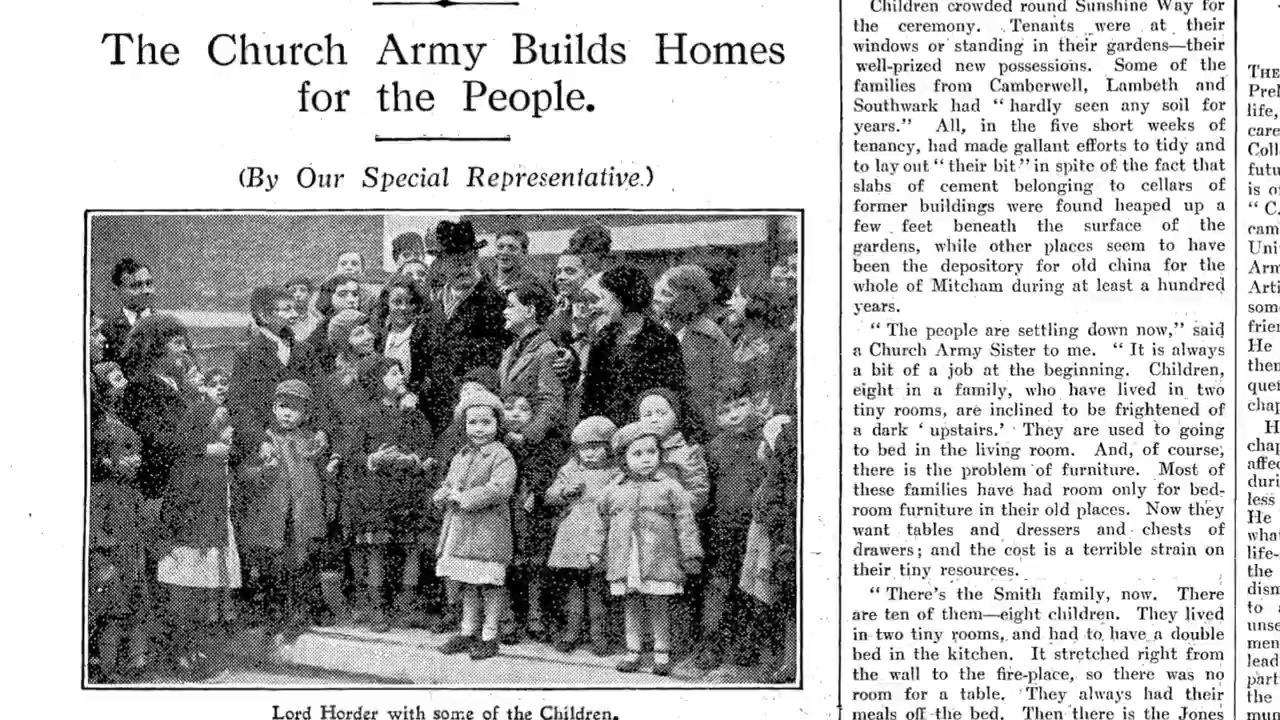 The Church Army Builds Homes
for the People.
(By Our Special Representative.)
Lord Horder with some of the Children.
Children crowded round Sunshine Way for
the ceremony. Tenants were at their
windows or standing in their gardens—their
well-prized new possessions. Some of the
families from Camberwell, Lambeth and
Southwark had “ hardly seen any soil for
years.” All, in the five short weeks of
tenancy, had made gallant efforts to tidy and
to lay out “ their bit ” in spite of the fact that
slabs of cement belonging to cellars of
former buildings were found heaped up a
few feet beneath the surface of the
gardens, while other places seem to have
been the depository for old china for the
whole of Mitcham during at least a hundred
years.
“ The people are settling down now,” said
a Church Army Sister to me. “ It is always
a bit of a job at the beginning. Children,
eight in a family, who have lived in two
tiny rooms, are inclined to be frightened of
a dark ‘ upstairs.’ They are used to going
to bed in the living room. And, of course,
there is the problem of furniture. Most of
these families have had room only for bed-
room furniture in their old places. Now they
want tables and dressers and chests of
drawers ; and the cost is a terrible strain on
their tiny resources.
“ There’s the Smith family, now. There
are ten of them—eight children. They lived
in two tiny rooms, and had to have a double
bed in the kitchen. It stretched right from
the wall to the fire-place, so there was no
room for a table. They always had their
meals off the bed. Then there is the Jones
THE
life,
care
is
He
them
H
less
He
the
to
lead
the